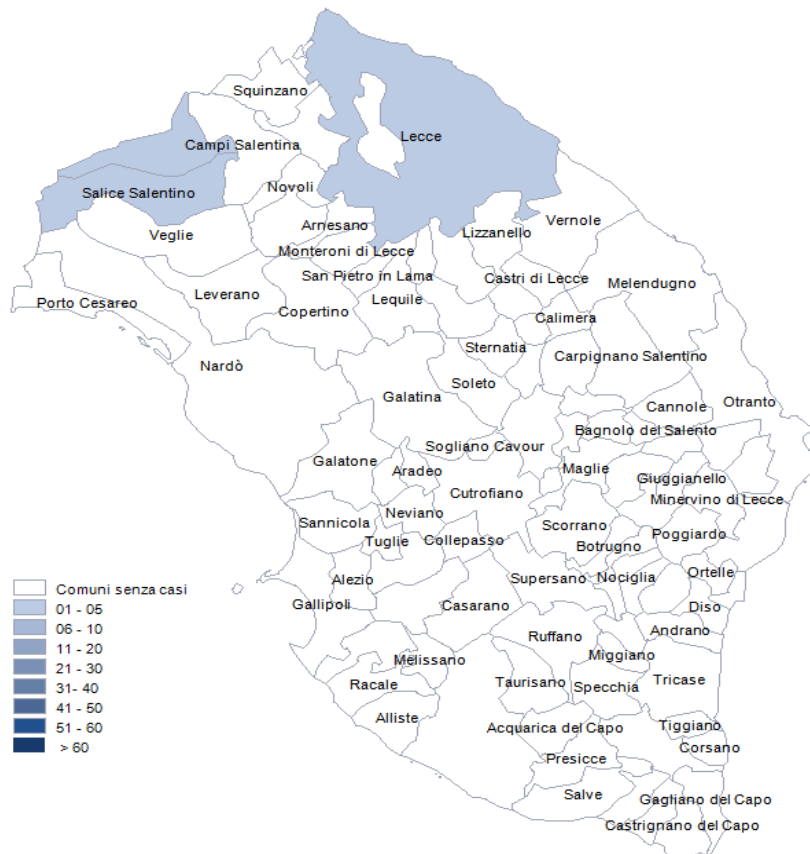 Squinzano
Lecce
Campi Salentina
Salice Salentino
Novoli
Arnesano
Vernole
Veglie
Lizzanello
Monteroni di Lecce
San Pietro in Lama
Castri di Lecce
Melendugno
Porto Cesareo
Leverano
Lequile
Copertino
Calimera
Sternatia
Carpignano Salentino
Nardò
Soleto
Galatina
Cannole
Otranto
Bagnolo del Salento
Sogliano Cavour
Galatone
Aradeo
Maglie
Giuggianello
Cutrofiano
Minervino di Lecce
Neviano
Sannicola
Scorrano
Poggiardo
Tuglie
Collepasso
Botrugno
Ortelle
Alezio
Supersano
Nociglia
Gallipoli
Casarano
Diso
Andrano
Ruffano
Miggiano
Melissano
Racale
Taurisano
Specchia
Tricase
Alliste
Acquarica del Capo
Tiggiano
Corsano
Presicce
Salve
Gagliano del Capo
Castrignano del Capo
Comuni senza casi
01 - 05
06 - 10
11 - 20
21 - 30
31- 40
41 - 50
51 - 60
> 60